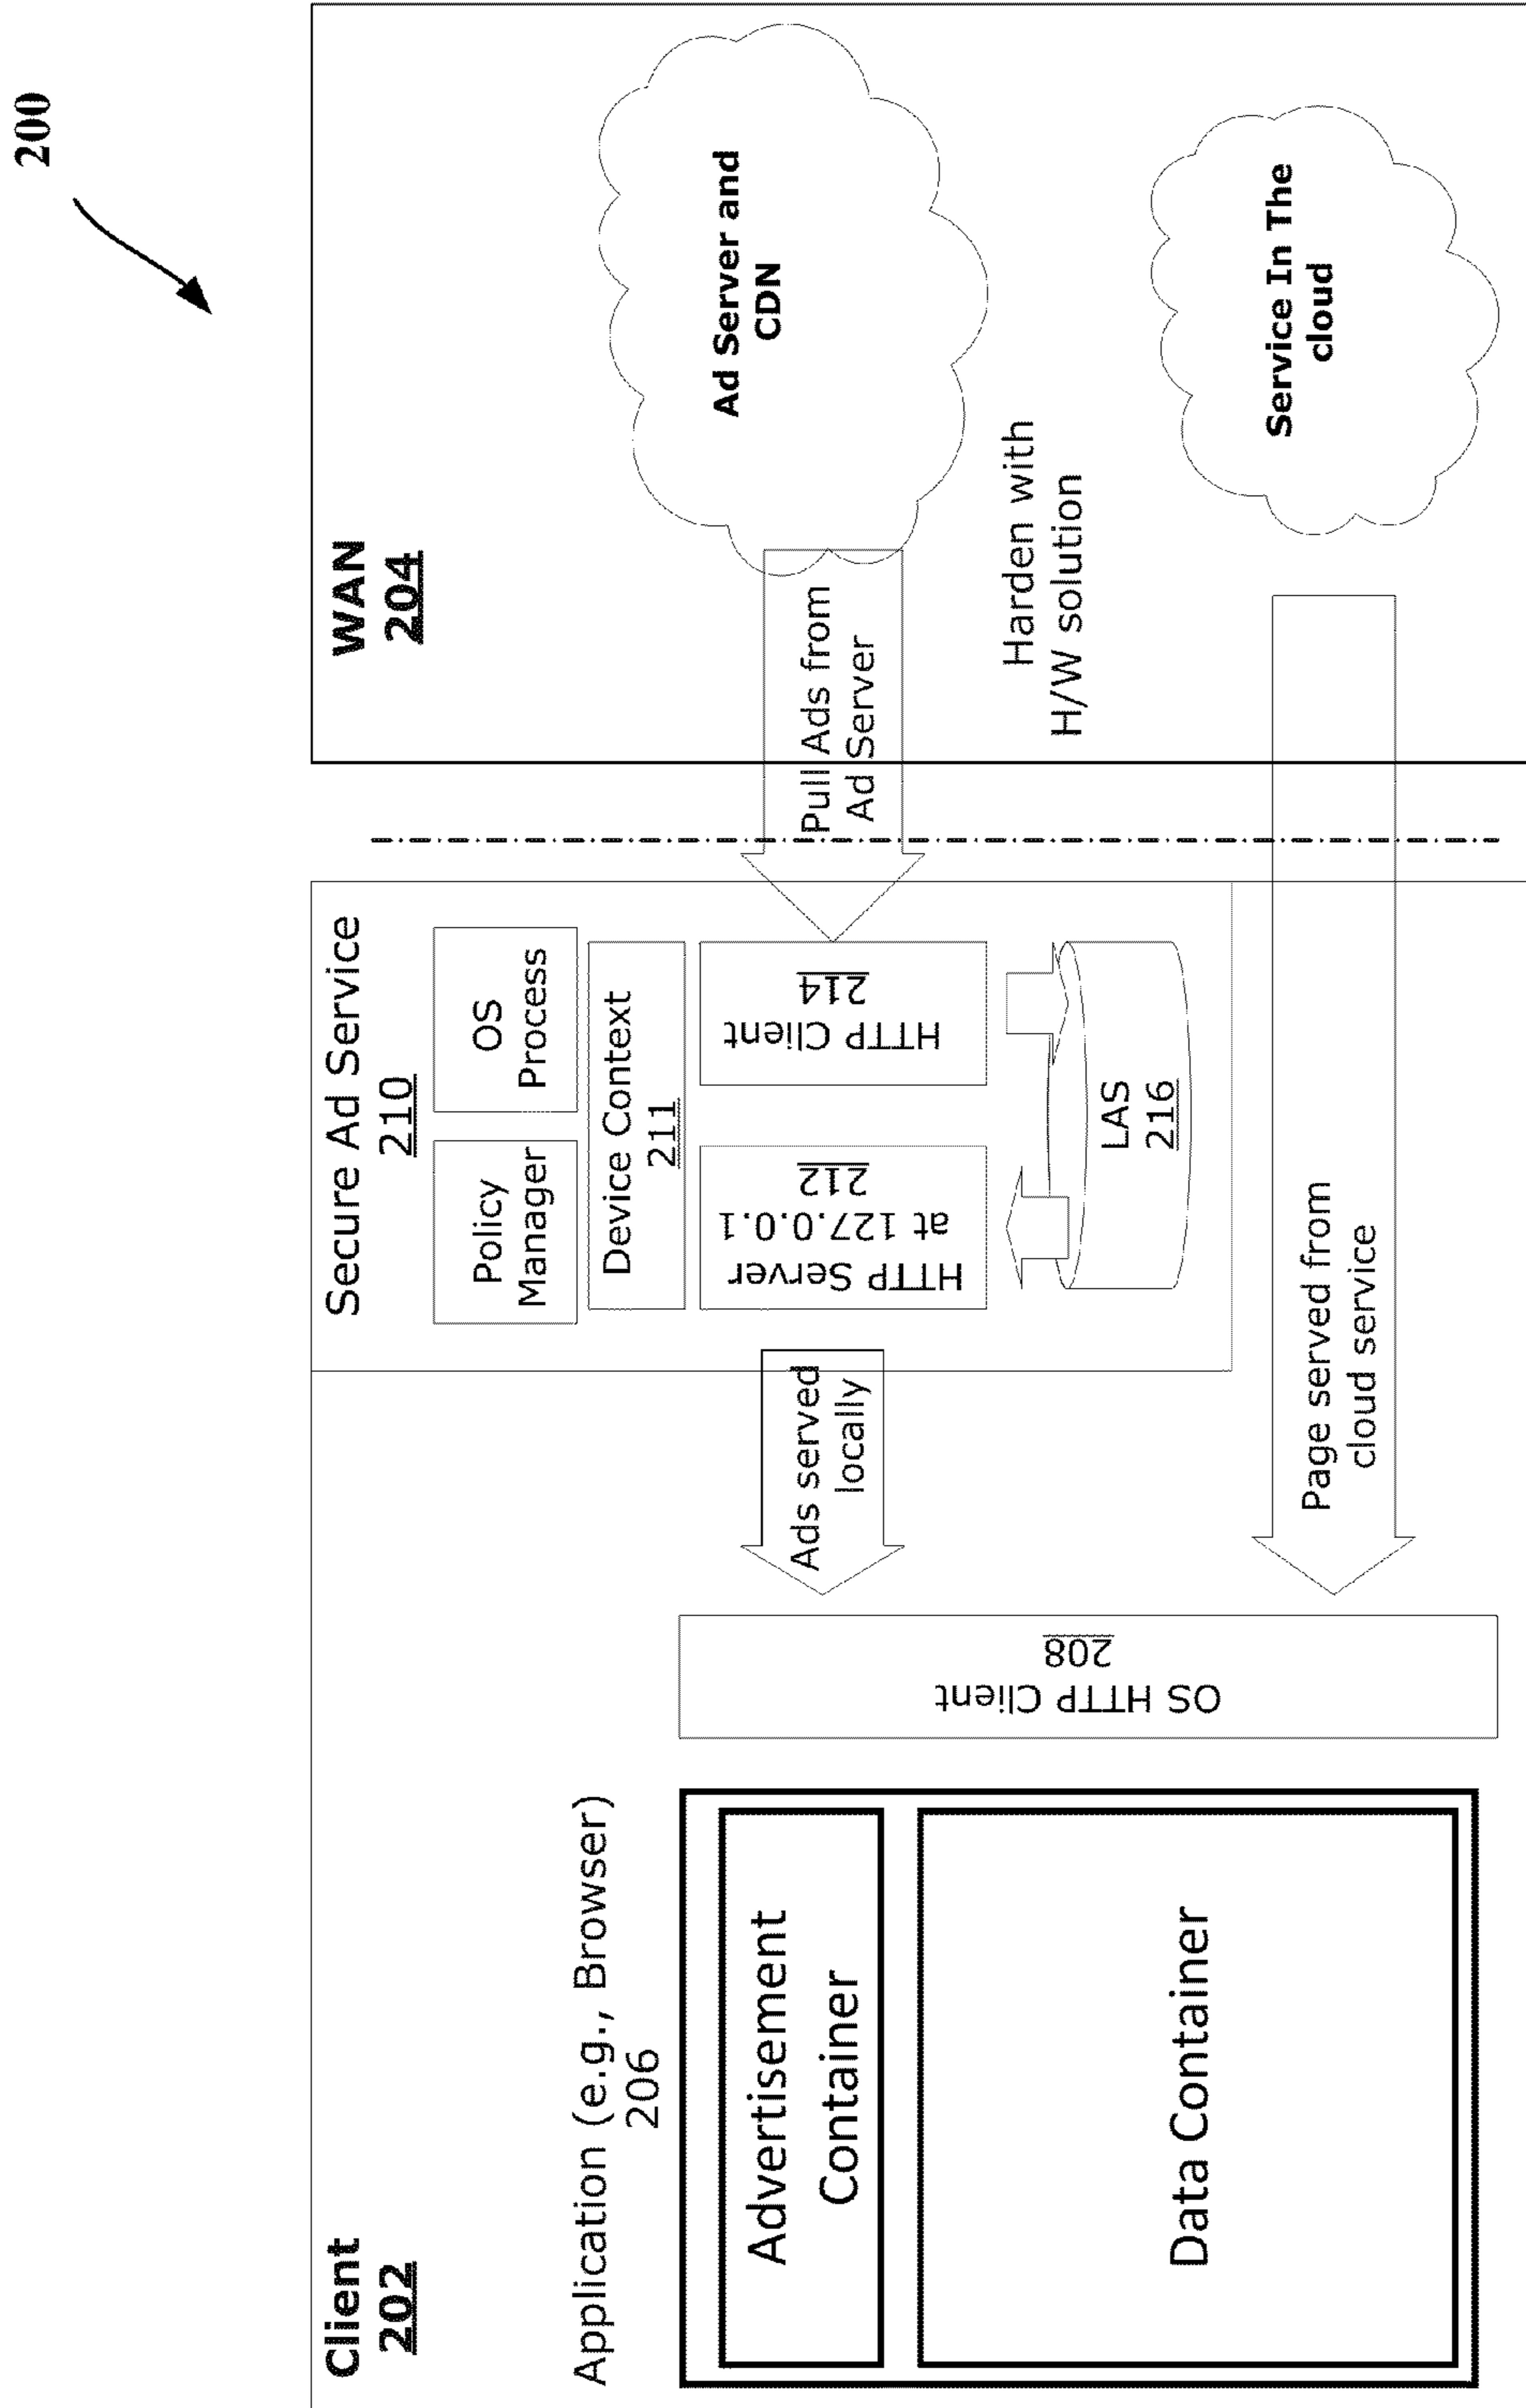 200
Client
202
Application (e.g., Browser)
206
Advertisement
Container
Data Container
OS HTTP Client
208
Ads served
locally
Page served from
cloud service
Secure Ad Service
210
Policy
Manager
OS
Process
Device Context
211
HTTP Server
at 127.0.0.1
212
HTTP Client
214
LAS
216
WAN
204
Pull Ads from
Ad Server
Harden with
H/W solution
Ad Server and
CDN
Service In The
cloud